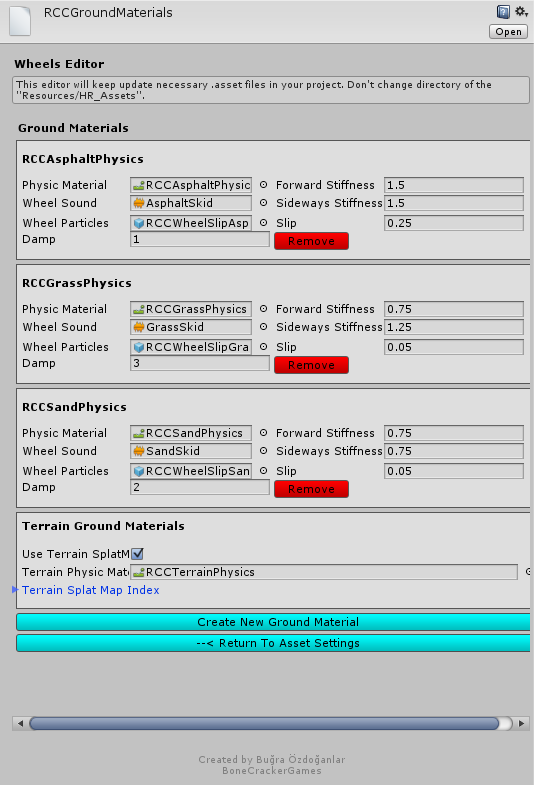 RCCGroundMaterials
Open
Wheels Editor
This editor will keep update necessary .asset files in your project. Don't change directory of the
"Resources/HR_Assets".
Ground Materials
RCCAsphaltPhysics
Physic Material RCCAsphaltPhysic Forward Stiffness 1.5
Wheel Sound AsphaltSkid Sideways Stiffness 1.5
Wheel Particles RCCWheelSlipAsp Slip 0.25
Damp 1 Remove
RCCGrassPhysics
Physic Material RCCGrassPhysics Forward Stiffness 0.75
Wheel Sound GrassSkid Sideways Stiffness 1.25
Wheel Particles RCCWheelSlipGra Slip 0.05
Damp 3 Remove
RCCSandPhysics
Physic Material RCCSandPhysics Forward Stiffness 0.75
Wheel Sound SandSkid Sideways Stiffness 0.75
Wheel Particles RCCWheelSlipSan Slip 0.05
Damp 2 Remove
Terrain Ground Materials
Use Terrain SplatM
Terrain Physic Mate RCCTerrainPhysics
Terrain Splat Map Index
Create New Ground Material
--< Return To Asset Settings
Created by Buğra Özdoğanlar
BoneCrackerGames